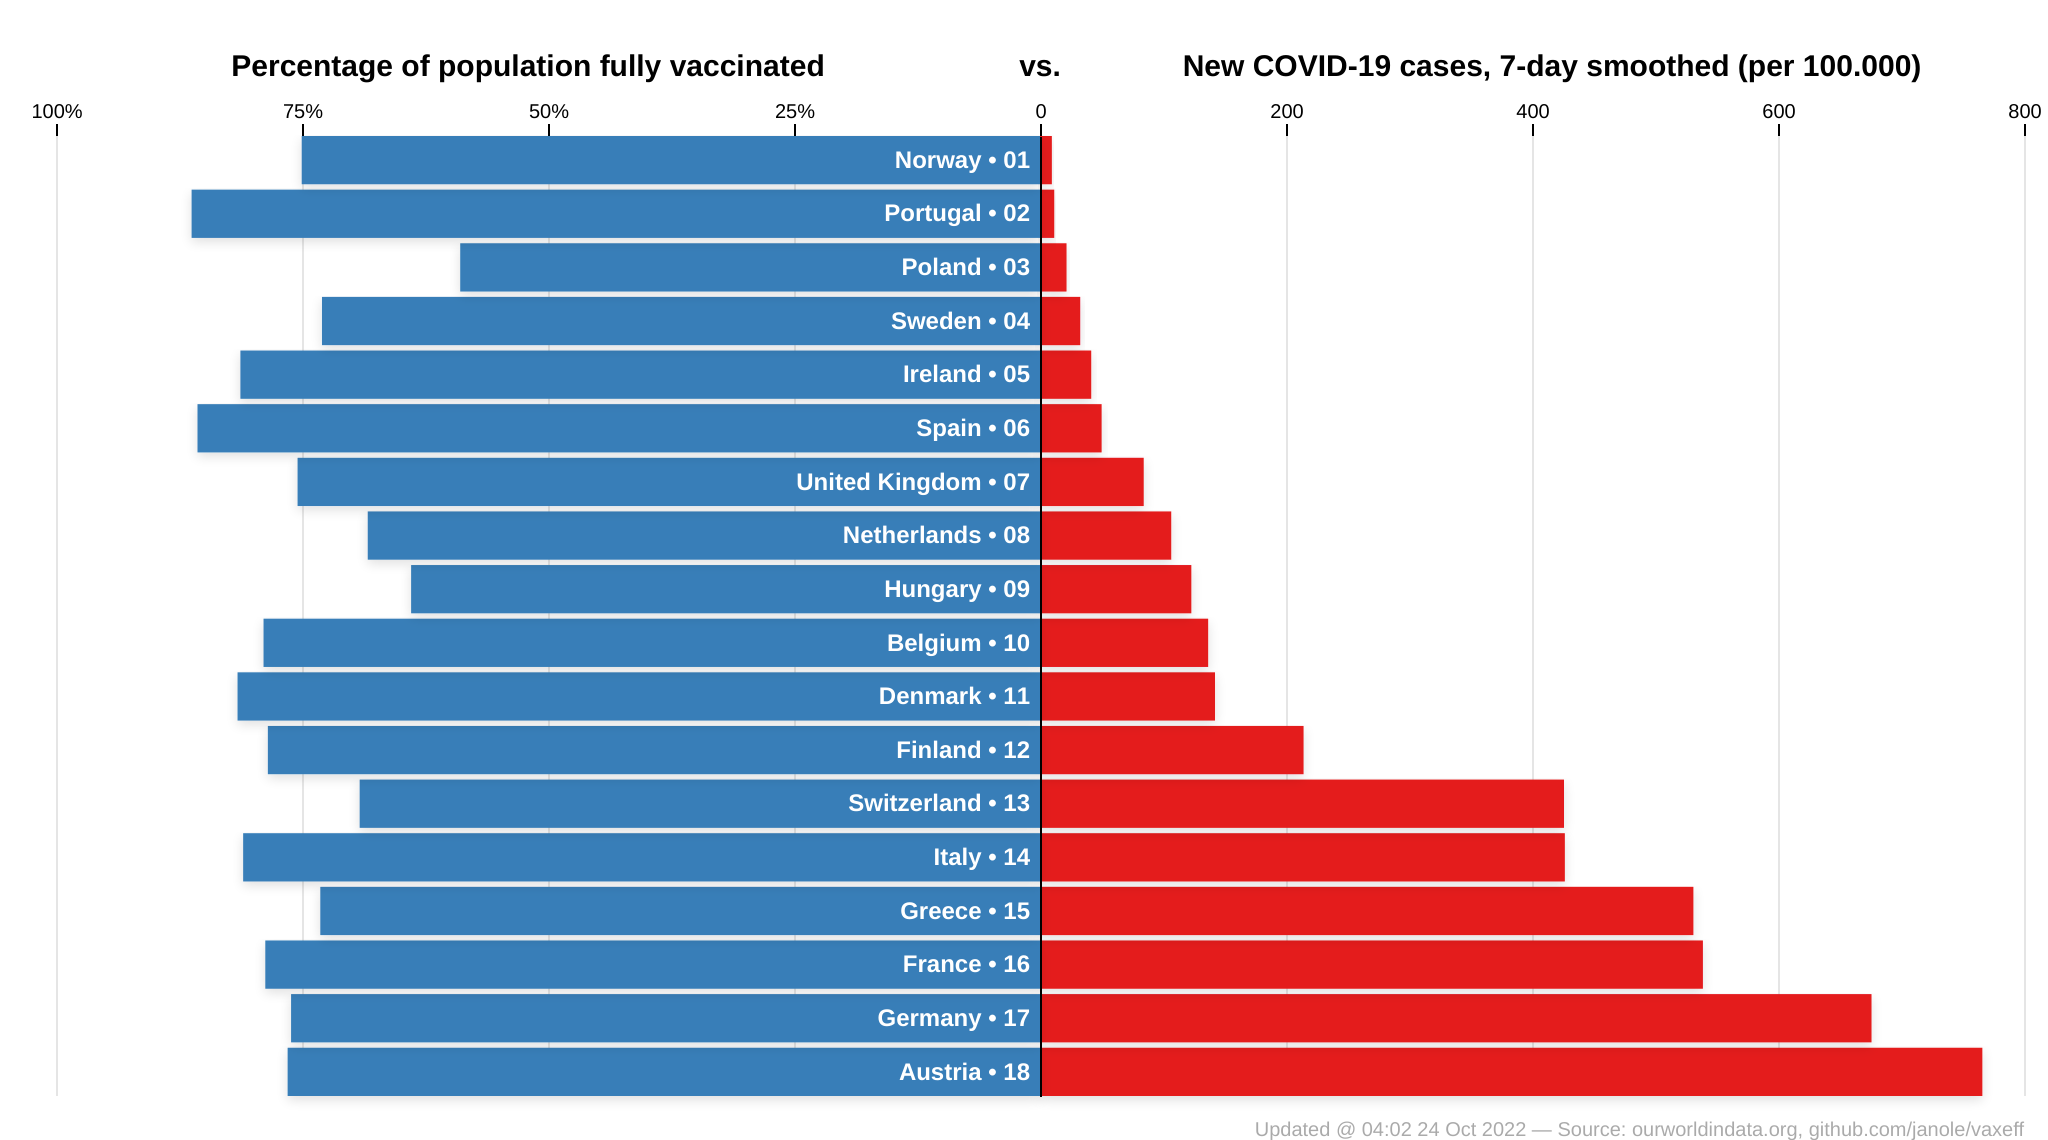 Percentage of population fully vaccinated vs. New COVID-19 cases, 7-day smoothed (per 100.000)
100% 75% 50% 25% 0 200 400 600 800
Norway • 01
Portugal • 02
Poland • 03
Sweden • 04
Ireland • 05
Spain • 06
United Kingdom • 07
Netherlands • 08
Hungary • 09
Belgium • 10
Denmark • 11
Finland • 12
Switzerland • 13
Italy • 14
Greece • 15
France • 16
Germany • 17
Austria • 18
Updated @ 04:02 24 Oct 2022 — Source: ourworldindata.org, github.com/janole/vaxeff